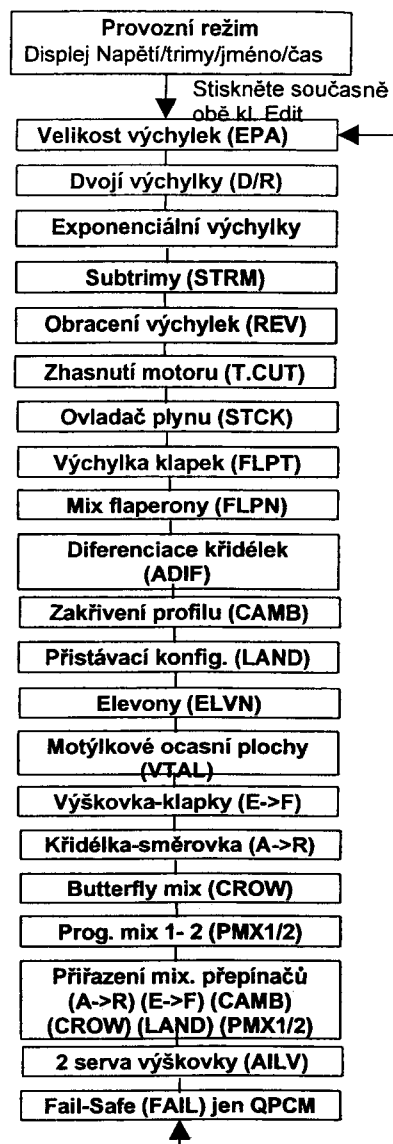 Provozní režim
Displej Napětí/trimy/jméno/čas
Stiskněte současně
obě kl. Edit
Velikost výchylek (EPA)
Dvojí výchylky (D/R)
Exponenciální výchylky
Subtrimy (STRM)
Obracení výchylek (REV)
Zhasnutí motoru (T.CUT)
Ovladač plynu (STCK)
Výchylka klapek (FLPT)
Mix flaperony (FLPN)
Diferenciace křidélek
(ADIF)
Zakřivení profilu (CAMB)
Přistávací konfig. (LAND)
Elevony (ELVN)
Motýlkové ocasní plochy
(VTAL)
Výškovka-klapky (E->F)
Křidélka-směrovka (A->R)
Butterfly mix (CROW)
Prog. mix 1- 2 (PMX1/2)
Přiřazení mix. přepínačů
(A->R) (E->F) (CAMB)
(CROW) (LAND) (PMX1/2)
2 serva výškovky (AILV)
Fail-Safe (FAIL) jen QPCM